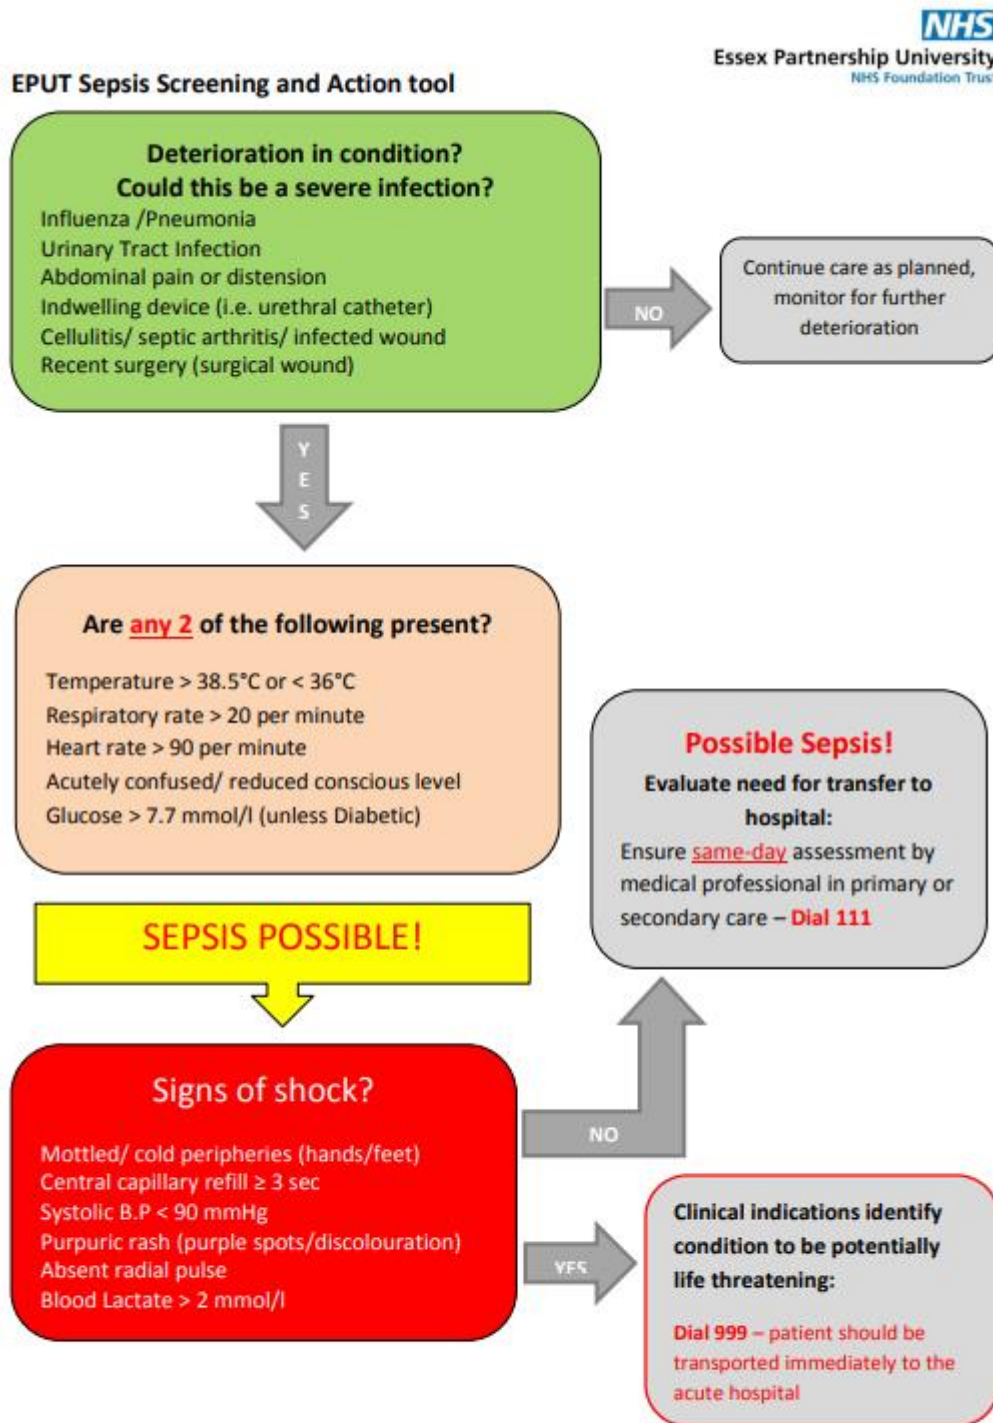 NHS
Essex Partnership University
NHS Foundation Trust
EPUT Sepsis Screening and Action tool
Deterioration in condition?
Could this be a severe infection?
Influenza /Pneumonia
Urinary Tract Infection
Abdominal pain or distension
Indwelling device (i.e. urethral catheter)
Cellulitis/ septic arthritis/ infected wound
Recent surgery (surgical wound)
NO
Continue care as planned,
monitor for further
deterioration
Y
E
S
Are any 2 of the following present?
Temperature > 38.5°C or < 36°C
Respiratory rate > 20 per minute
Heart rate > 90 per minute
Acutely confused/ reduced conscious level
Glucose > 7.7 mmol/l (unless Diabetic)
SEPSIS POSSIBLE!
Possible Sepsis!
Evaluate need for transfer to
hospital:
Ensure same-day assessment by
medical professional in primary or
secondary care – Dial 111
Signs of shock?
Mottled/ cold peripheries (hands/feet)
Central capillary refill ≥ 3 sec
Systolic B.P < 90 mmHg
Purpuric rash (purple spots/discolouration)
Absent radial pulse
Blood Lactate > 2 mmol/l
NO
YES
Clinical indications identify
condition to be potentially
life threatening:
Dial 999 – patient should be
transported immediately to the
acute hospital